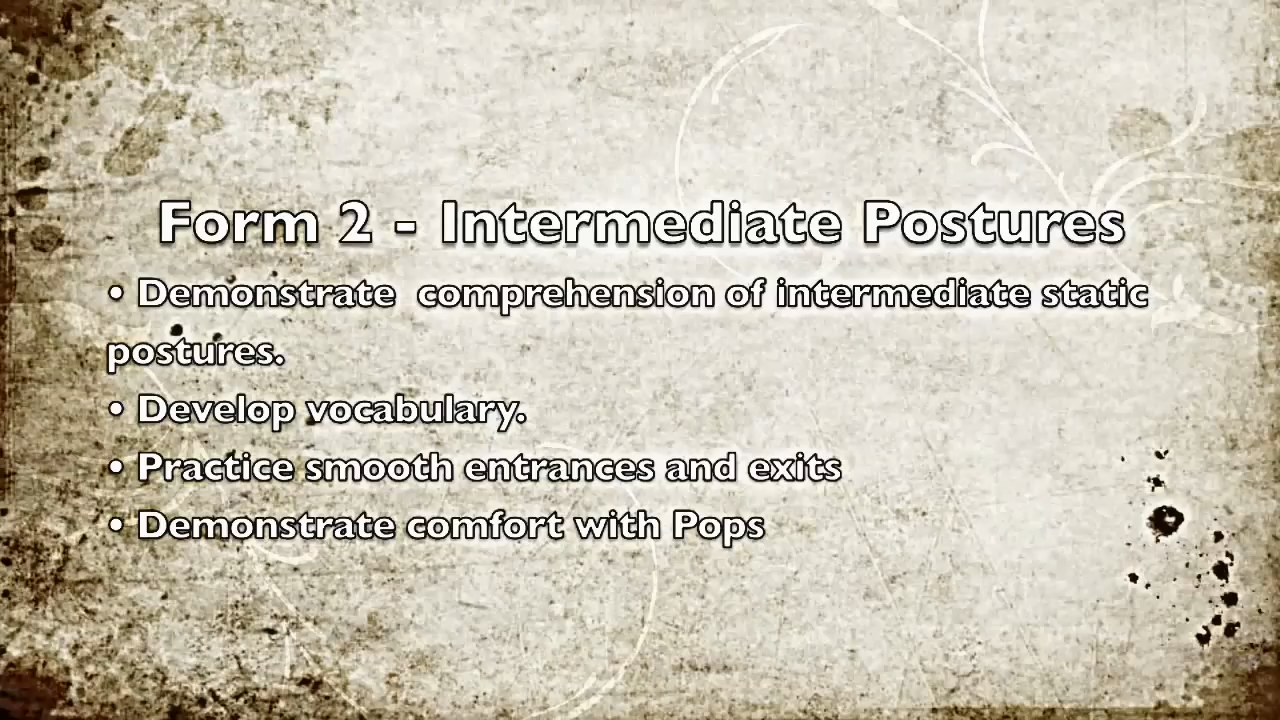 Form 2 - Intermediate Postures
• Demonstrate  comprehension of intermediate static
postures.
• Develop vocabulary.
• Practice smooth entrances and exits
• Demonstrate comfort with Pops